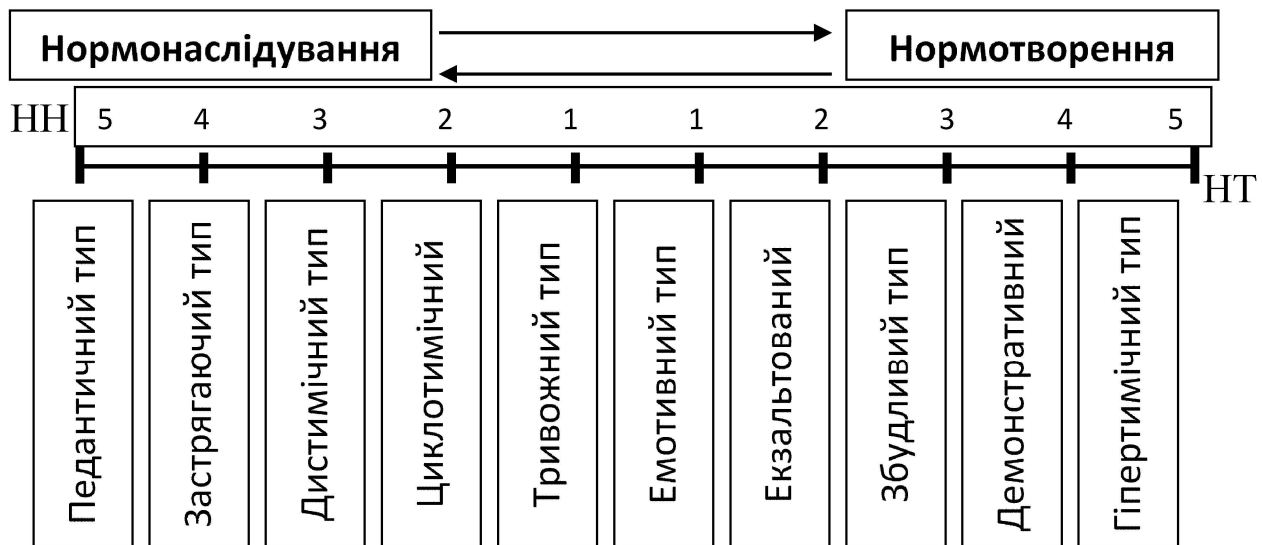 Нормонаслідування Нормотворення
НН 5 4 3 2 1 1 2 3 4 5
НТ
Педантичний тип
Застрягаючий тип
Дистимічний тип
Циклотимічний
Тривожний тип
Емотивний тип
Екзальтований
Збудливий тип
Демонстративний
Гіпертимічний тип